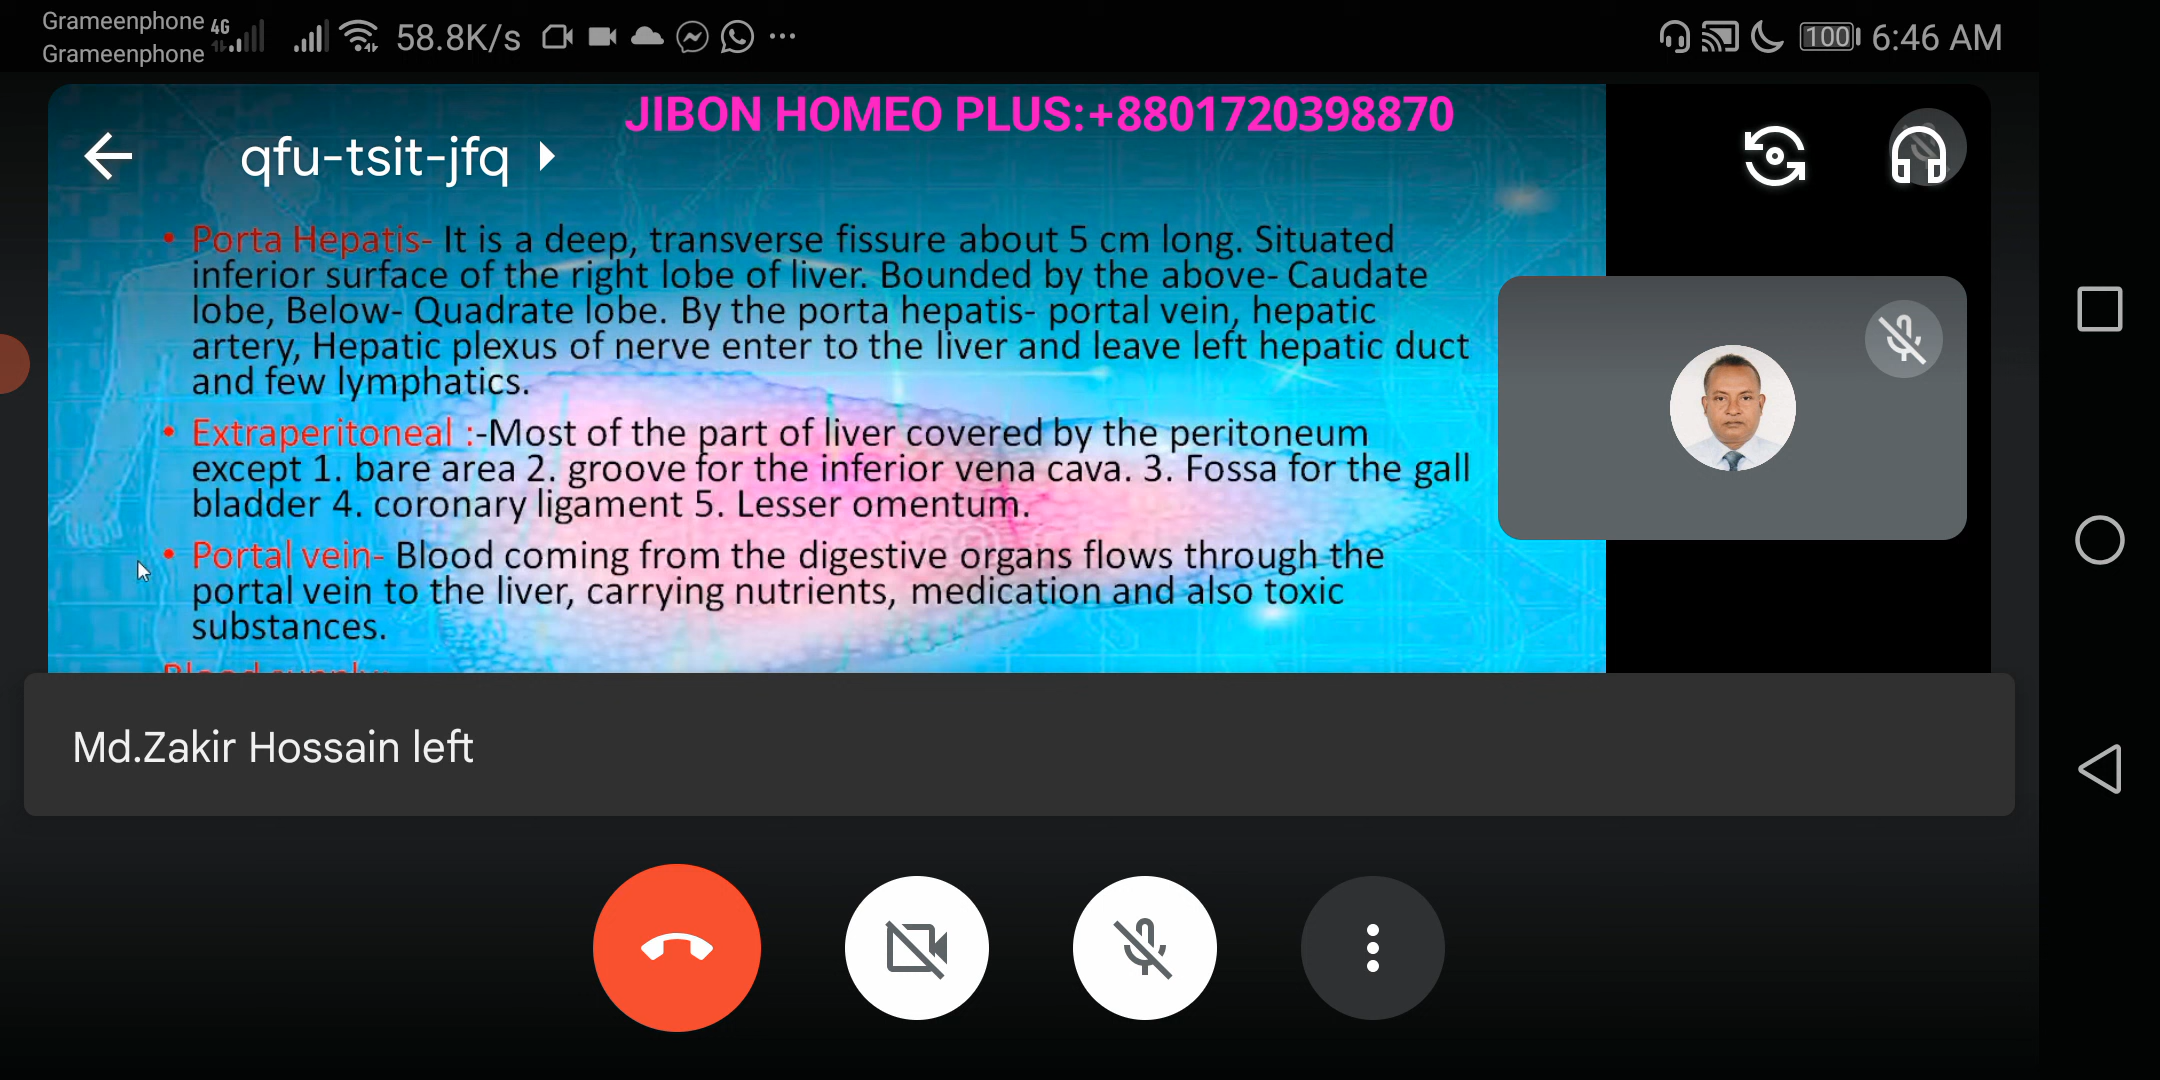 Grameenphone 4G 58.8K/s 100 6:46 AM
Grameenphone
JIBON HOMEO PLUS:+8801720398870
qfu-tsit-jfq
• Porta Hepatis- It is a deep, transverse fissure about 5 cm long. Situated
inferior surface of the right lobe of liver. Bounded by the above- Caudate
lobe, Below- Quadrate lobe. By the porta hepatis- portal vein, hepatic
artery, Hepatic plexus of nerve enter to the liver and leave left hepatic duct
and few lymphatics.
• Extraperitoneal :-Most of the part of liver covered by the peritoneum
except 1. bare area 2. groove for the inferior vena cava. 3. Fossa for the gall
bladder 4. coronary ligament 5. Lesser omentum.
• Portal vein- Blood coming from the digestive organs flows through the
portal vein to the liver, carrying nutrients, medication and also toxic
substances.
Blood supply:
Md.Zakir Hossain left